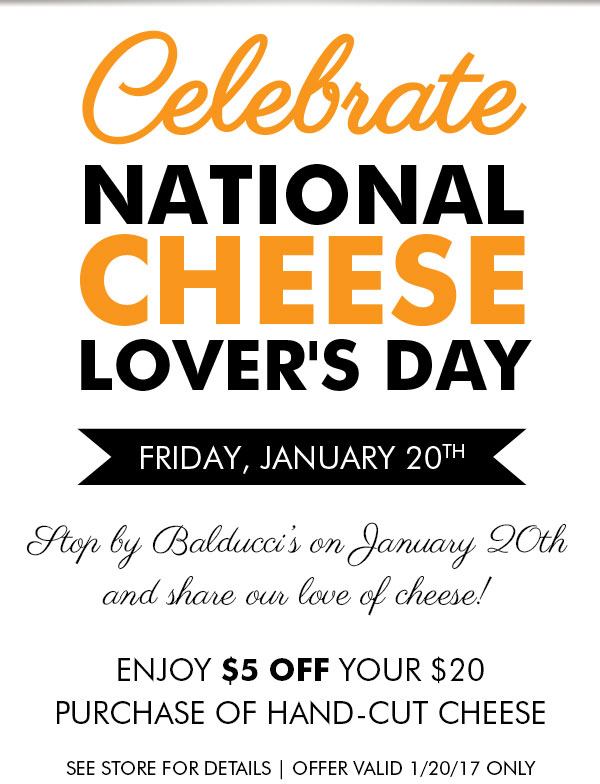 Celebrate
NATIONAL
CHEESE
LOVER'S DAY
FRIDAY, JANUARY 20TH
Stop by Balducci's on January 20th
and share our love of cheese!
ENJOY $5 OFF YOUR $20
PURCHASE OF HAND-CUT CHEESE
SEE STORE FOR DETAILS | OFFER VALID 1/20/17 ONLY